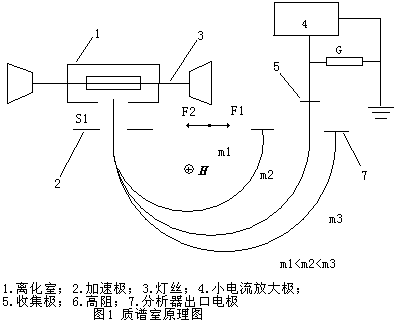 1
3
4
G
5
S1
F2 F1
2
m1
m2
7
⊕ H
m3
m1<m2<m3
1.离化室; 2.加速极; 3.灯丝; 4.小电流放大极;
5.收集极; 6.高阻; 7.分析器出口电极
图1 质谱室原理图